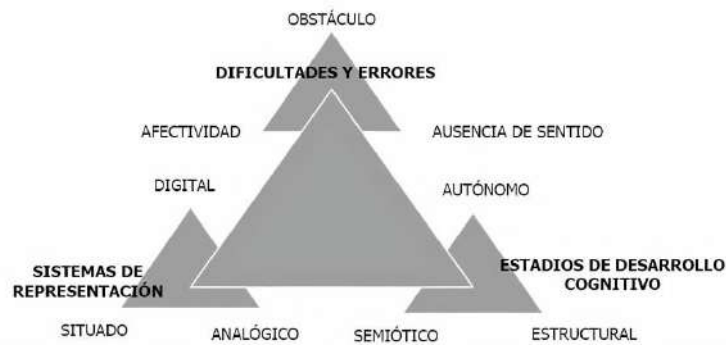 OBSTÁCULO
DIFICULTADES Y ERRORES
AFECTIVIDAD
AUSENCIA DE SENTIDO
DIGITAL
AUTÓNOMO
SISTEMAS DE
REPRESENTACIÓN
ESTADIOS DE DESARROLLO
COGNITIVO
SITUADO
ANALÓGICO
SEMIÓTICO
ESTRUCTURAL